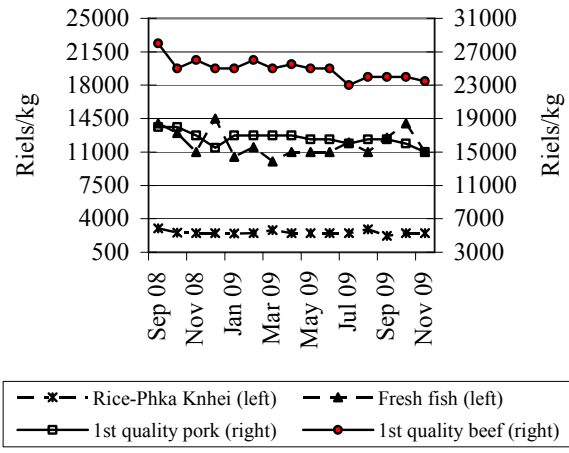 25000
21500
18000
14500
11000
7500
4000
500
Riels/kg
31000
27000
23000
19000
15000
11000
7000
3000
Riels/kg
Sep 08
Nov 08
Jan 09
Mar 09
May 09
Jul 09
Sep 09
Nov 09
Rice-Phka Knhei (left)
Fresh fish (left)
1st quality pork (right)
1st quality beef (right)